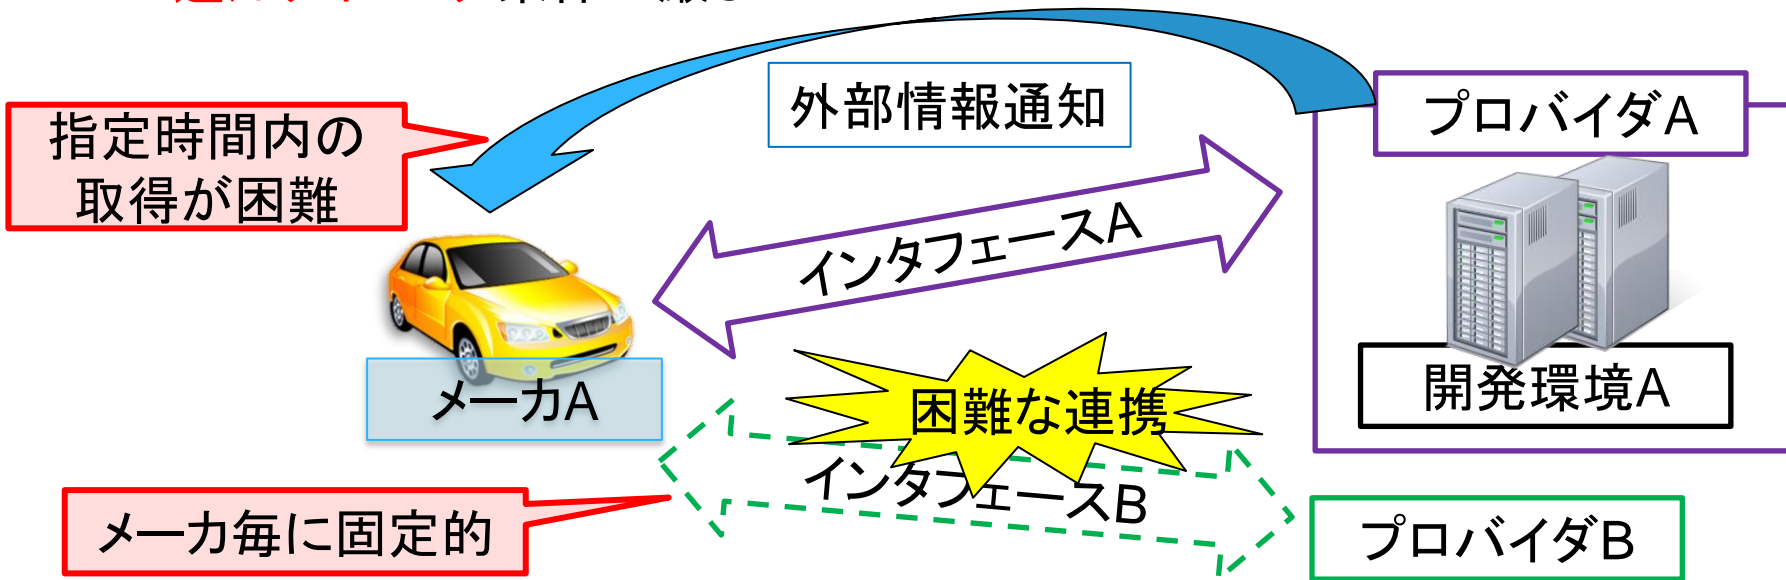 外部情報通知
プロバイダA
指定時間内の
取得が困難
インタフェースA
メーカA
開発環境A
困難な連携
インタフェースB
メーカ毎に固定的
プロバイダB